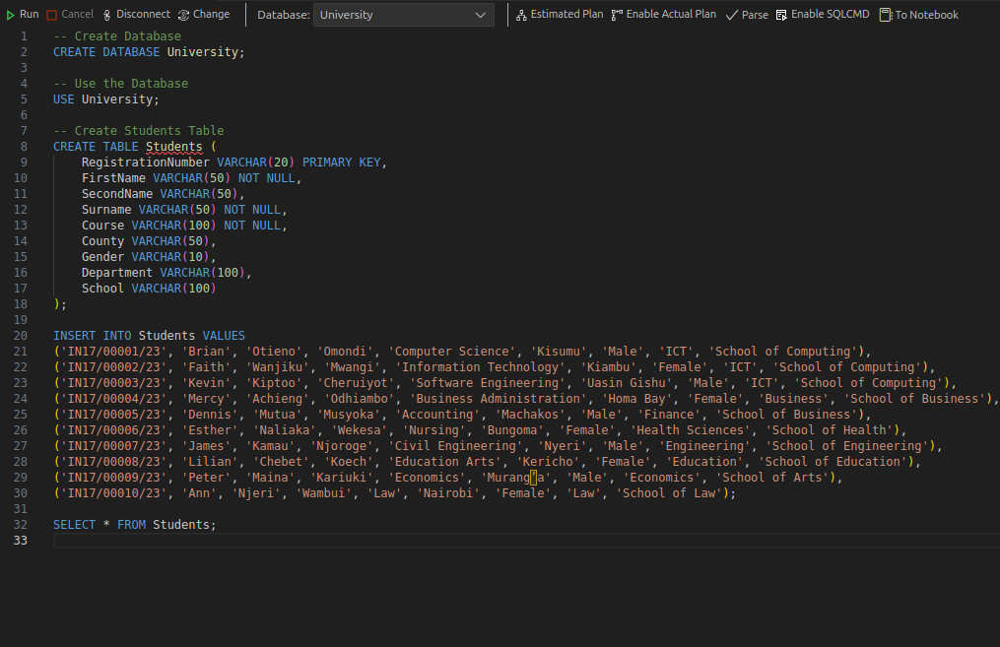 Run Cancel Disconnect Change Database: University Estimated Plan Enable Actual Plan Parse Enable SQLCMD To Notebook
1 -- Create Database
2 CREATE DATABASE University;
3
4 -- Use the Database
5 USE University;
6
7 -- Create Students Table
8 CREATE TABLE Students (
9     RegistrationNumber VARCHAR(20) PRIMARY KEY,
10     FirstName VARCHAR(50) NOT NULL,
11     SecondName VARCHAR(50),
12     Surname VARCHAR(50) NOT NULL,
13     Course VARCHAR(100) NOT NULL,
14     County VARCHAR(50),
15     Gender VARCHAR(10),
16     Department VARCHAR(100),
17     School VARCHAR(100)
18 );
19
20 INSERT INTO Students VALUES
21 ('IN17/00001/23', 'Brian', 'Otieno', 'Omondi', 'Computer Science', 'Kisumu', 'Male', 'ICT', 'School of Computing'),
22 ('IN17/00002/23', 'Faith', 'Wanjiku', 'Mwangi', 'Information Technology', 'Kiambu', 'Female', 'ICT', 'School of Computing'),
23 ('IN17/00003/23', 'Kevin', 'Kiptoo', 'Cheruiyot', 'Software Engineering', 'Uasin Gishu', 'Male', 'ICT', 'School of Computing'),
24 ('IN17/00004/23', 'Mercy', 'Achieng', 'Odhiambo', 'Business Administration', 'Homa Bay', 'Female', 'Business', 'School of Business'),
25 ('IN17/00005/23', 'Dennis', 'Mutua', 'Musyoka', 'Accounting', 'Machakos', 'Male', 'Finance', 'School of Business'),
26 ('IN17/00006/23', 'Esther', 'Naliaka', 'Wekesa', 'Nursing', 'Bungoma', 'Female', 'Health Sciences', 'School of Health'),
27 ('IN17/00007/23', 'James', 'Kamau', 'Njoroge', 'Civil Engineering', 'Nyeri', 'Male', 'Engineering', 'School of Engineering'),
28 ('IN17/00008/23', 'Lilian', 'Chebet', 'Koech', 'Education Arts', 'Kericho', 'Female', 'Education', 'School of Education'),
29 ('IN17/00009/23', 'Peter', 'Maina', 'Kariuki', 'Economics', 'Murang’a', 'Male', 'Economics', 'School of Arts'),
30 ('IN17/00010/23', 'Ann', 'Njeri', 'Wambui', 'Law', 'Nairobi', 'Female', 'Law', 'School of Law');
31
32 SELECT * FROM Students;
33